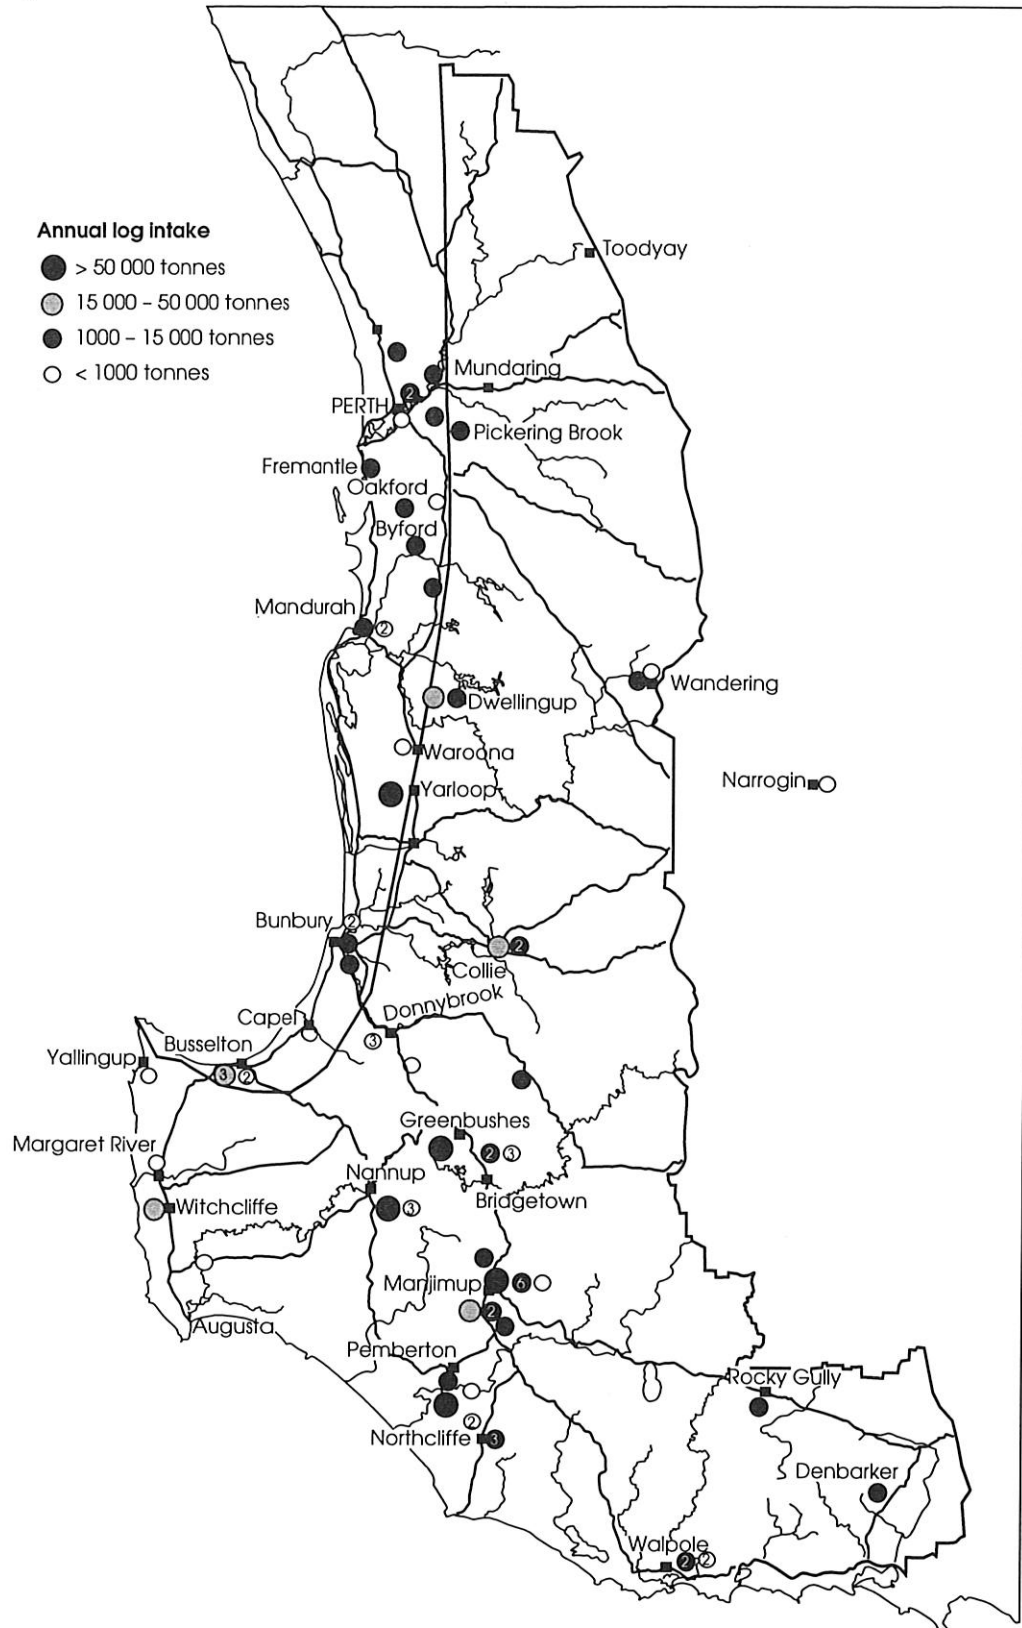 Annual log intake
> 50 000 tonnes
15 000 – 50 000 tonnes
1000 – 15 000 tonnes
< 1000 tonnes
Toodyay
Mundaring
2
PERTH
Pickering Brook
Fremantle
Oakford
Byford
Mandurah
2
Wandering
Dwellingup
Waroona
Narrogin
Yarloop
Bunbury
2
2
Collie
Donnybrook
Capel
3
Busselton
Yallingup
3
2
Greenbushes
Margaret River
2
3
Nannup
Bridgetown
Witchcliffe
3
Manjimup
6
2
Augusta
Pemberton
Rocky Gully
2
Northcliffe
3
Denbarker
Walpole
2
2